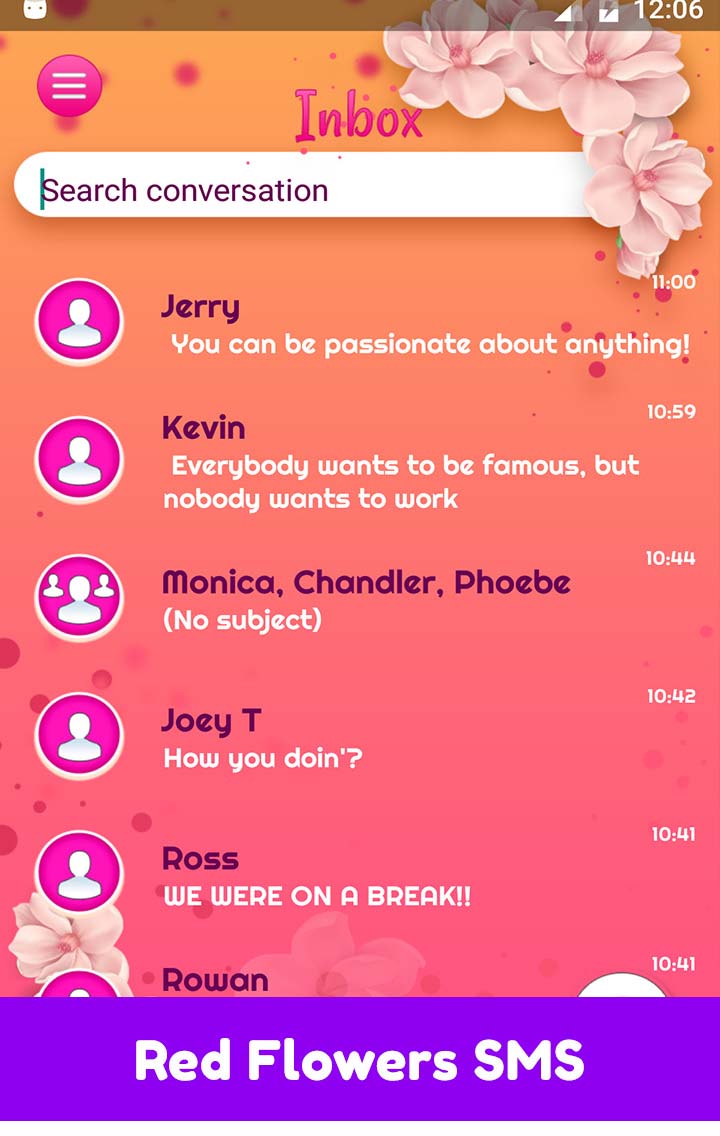 12:06
Inbox
Search conversation
11:00
Jerry
You can be passionate about anything!
10:59
Kevin
Everybody wants to be famous, but
nobody wants to work
10:44
Monica, Chandler, Phoebe
(No subject)
10:42
Joey T
How you doin'?
10:41
Ross
WE WERE ON A BREAK!!
10:41
Rowan
Red Flowers SMS